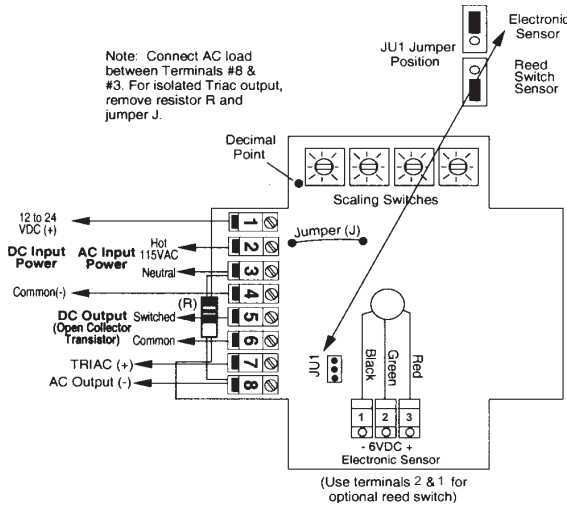 Electronic
Sensor
JU1 Jumper
Position
Reed
Switch
Sensor
Note: Connect AC load
between Terminals #8 &
#3. For isolated Triac output,
remove resistor R and
jumper J.
Decimal
Point
Scaling Switches
12 to 24
VDC (+)
DC Input
Power
AC Input
Power
Hot
115VAC
Neutral
Common(-)
(R)
DC Output
(Open Collector
Transistor)
Switched
Common
TRIAC (+)
AC Output (-)
1
2
3
4
5
6
7
8
Jumper (J)
JU1
Black
Green
Red
1 2 3
- 6VDC +
Electronic Sensor
(Use terminals 2 & 1 for
optional reed switch)